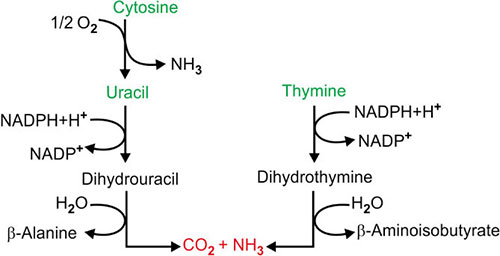 Cytosine
1/2 O₂
NH₃
Uracil
Thymine
NADPH+H⁺
NADPH+H⁺
NADP⁺
NADP⁺
Dihydrouracil
Dihydrothymine
H₂O
H₂O
β-Alanine
CO₂ + NH₃
β-Aminoisobutyrate